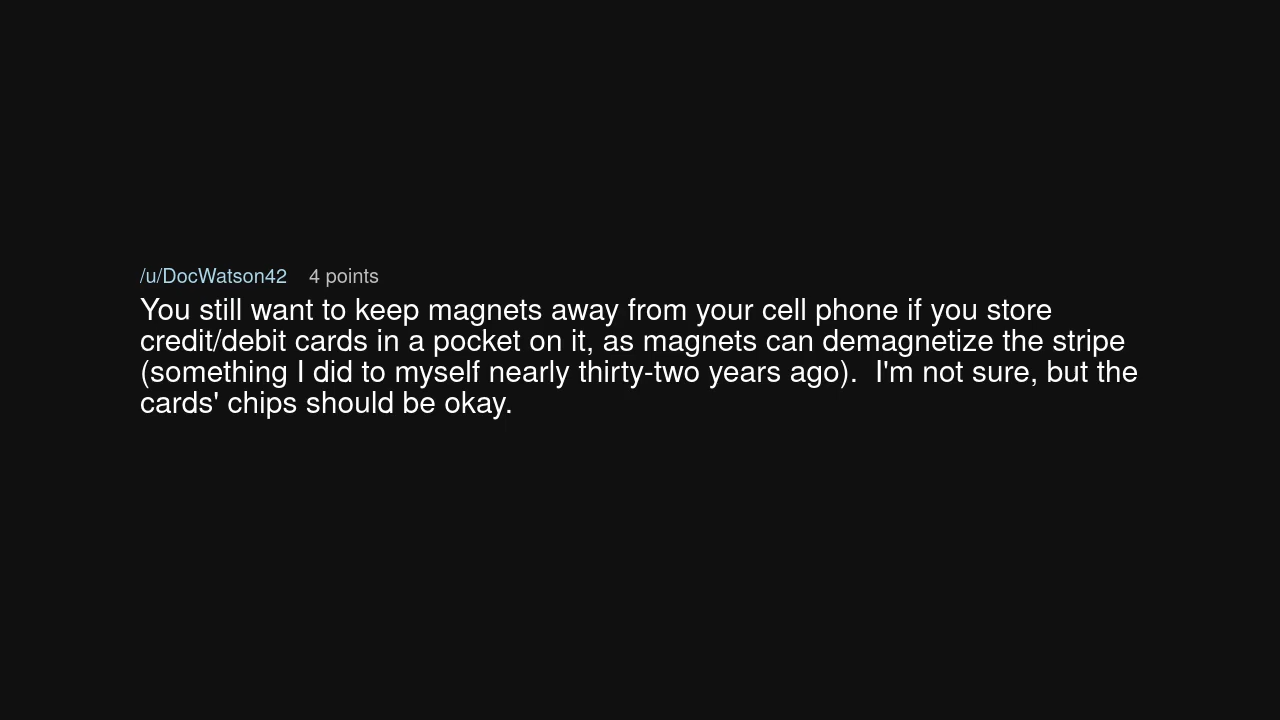 /u/DocWatson42 4 points
You still want to keep magnets away from your cell phone if you store
credit/debit cards in a pocket on it, as magnets can demagnetize the stripe
(something I did to myself nearly thirty-two years ago).  I'm not sure, but the
cards' chips should be okay.